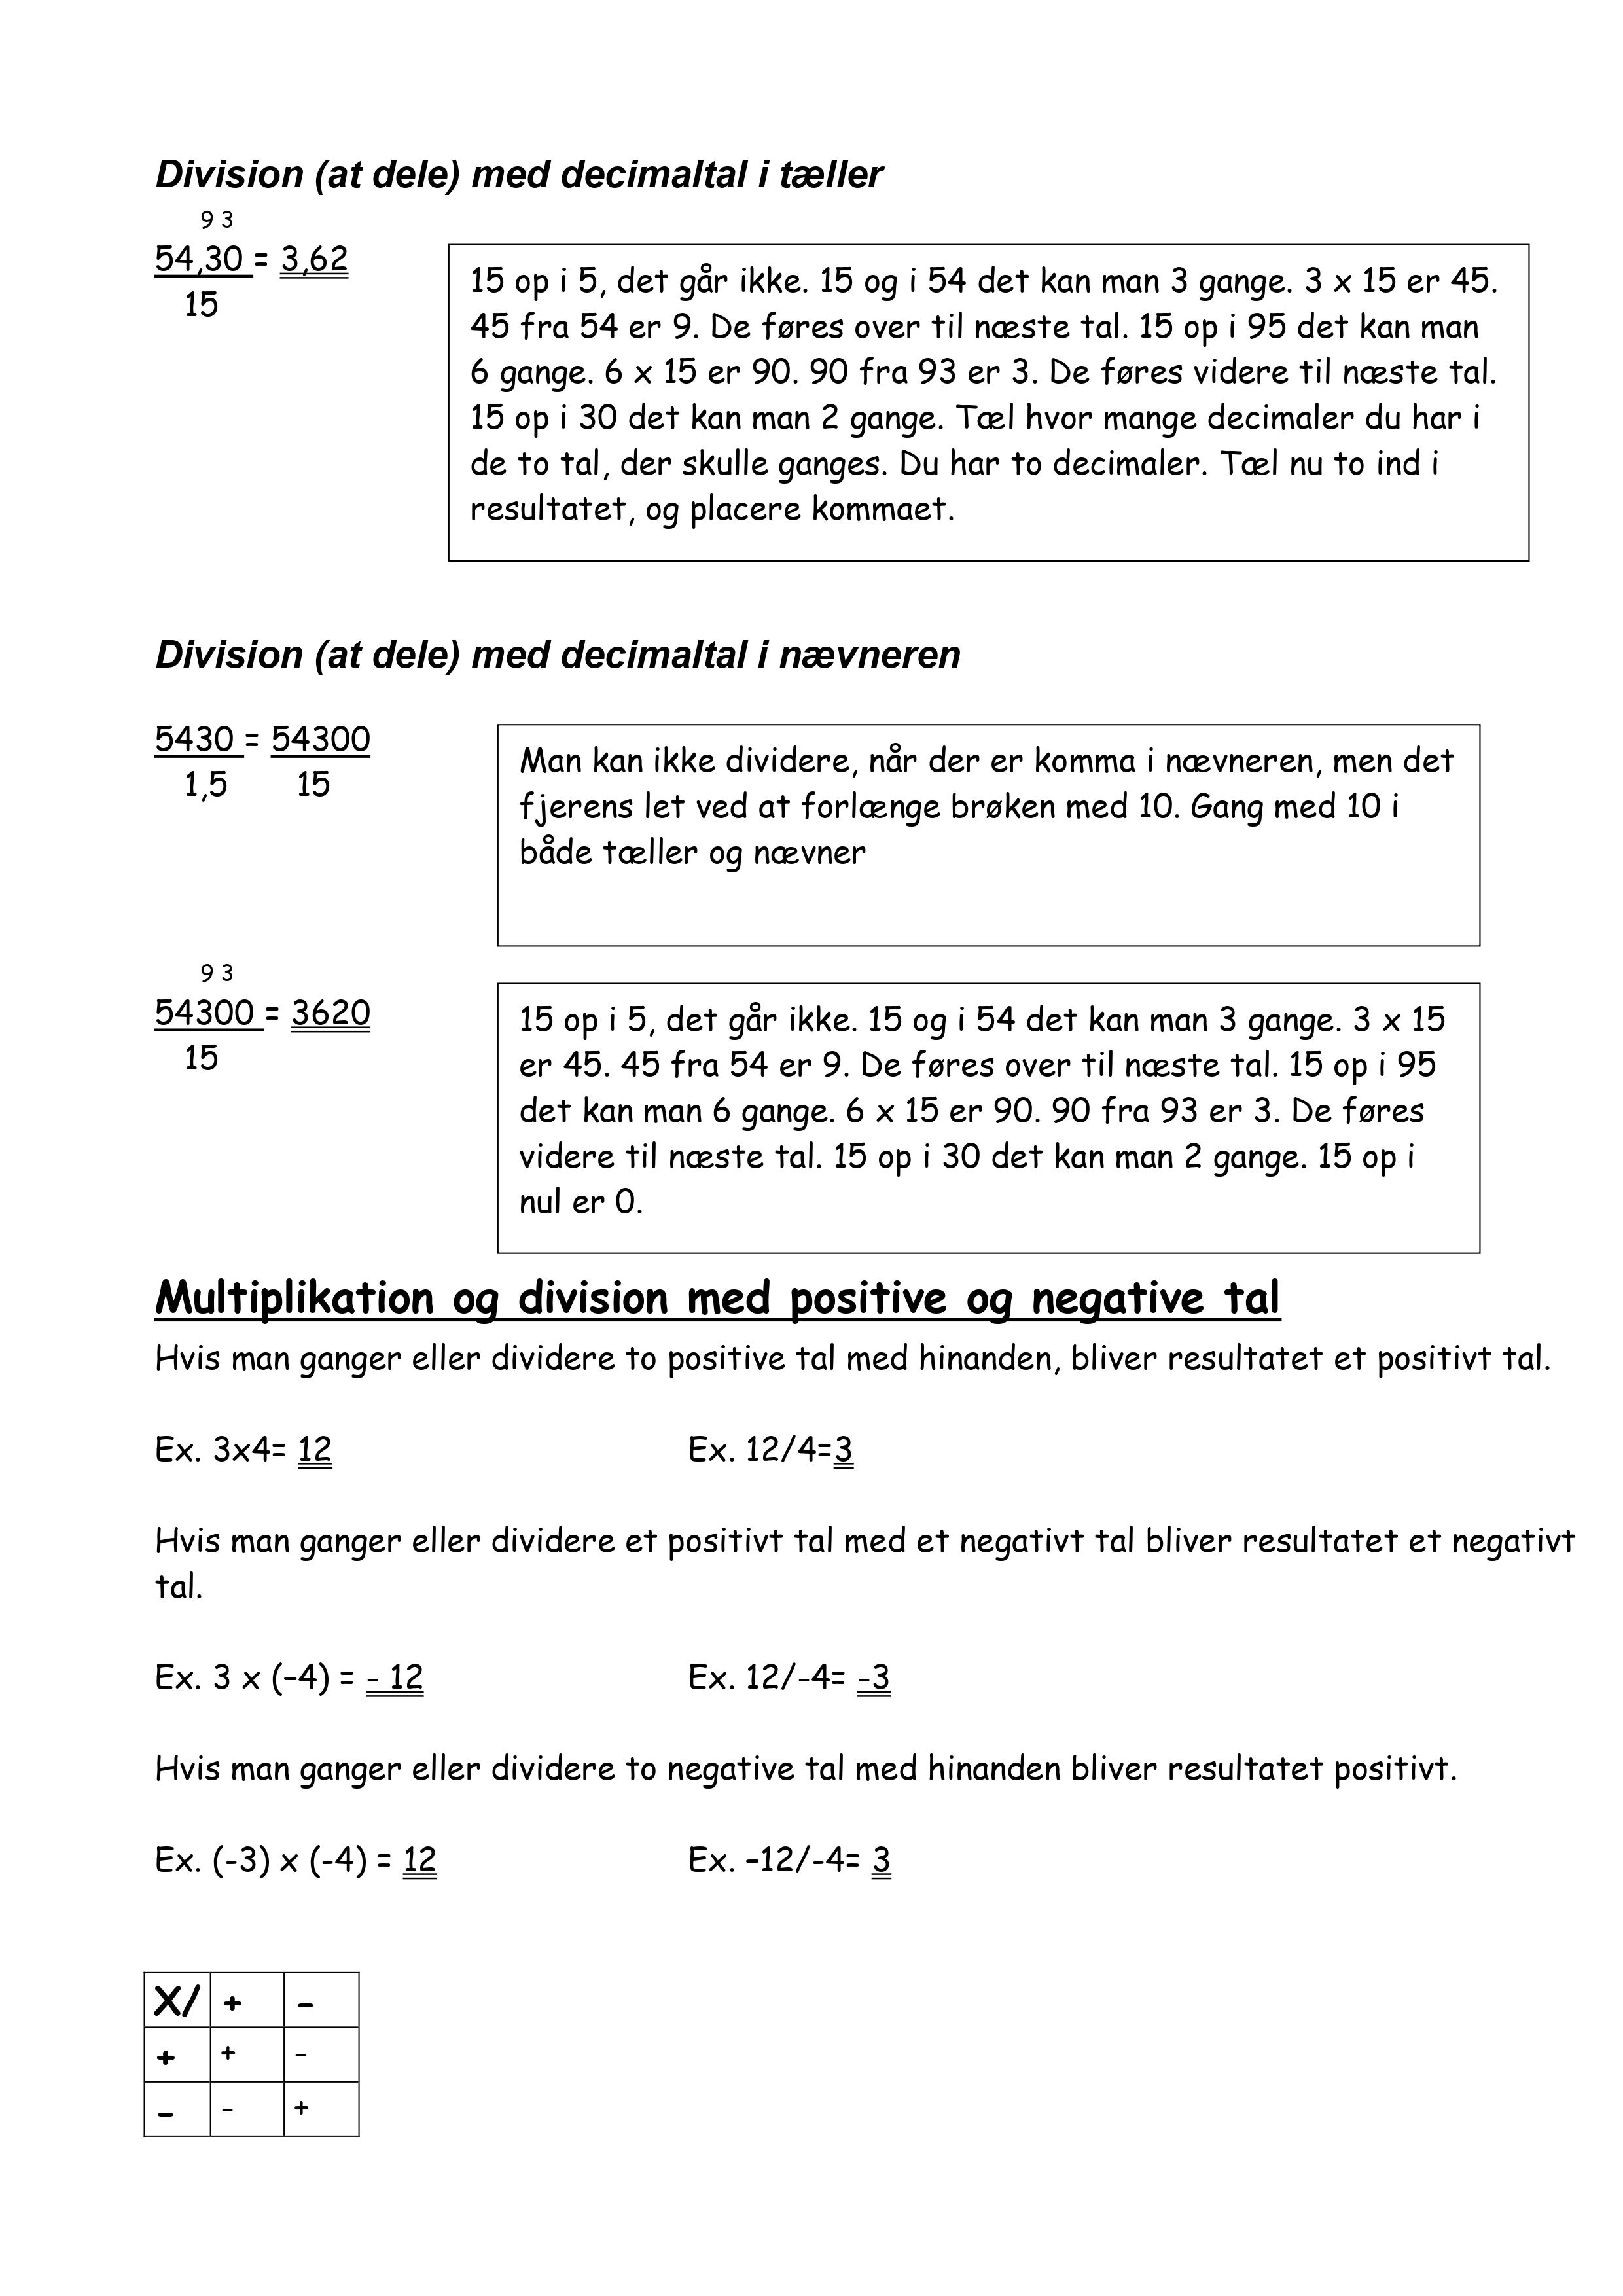 Division (at dele) med decimaltal i tæller
9 3
54,30 = 3,62
15
15 op i 5, det går ikke. 15 og i 54 det kan man 3 gange. 3 x 15 er 45.
45 fra 54 er 9. De føres over til næste tal. 15 op i 95 det kan man
6 gange. 6 x 15 er 90. 90 fra 93 er 3. De føres videre til næste tal.
15 op i 30 det kan man 2 gange. Tæl hvor mange decimaler du har i
de to tal, der skulle ganges. Du har to decimaler. Tæl nu to ind i
resultatet, og placere kommaet.
Division (at dele) med decimaltal i nævneren
5430 = 54300
1,5 15
Man kan ikke dividere, når der er komma i nævneren, men det
fjerens let ved at forlænge brøken med 10. Gang med 10 i
både tæller og nævner
9 3
54300 = 3620
15
15 op i 5, det går ikke. 15 og i 54 det kan man 3 gange. 3 x 15
er 45. 45 fra 54 er 9. De føres over til næste tal. 15 op i 95
det kan man 6 gange. 6 x 15 er 90. 90 fra 93 er 3. De føres
videre til næste tal. 15 op i 30 det kan man 2 gange. 15 op i
nul er 0.
Multiplikation og division med positive og negative tal
Hvis man ganger eller dividere to positive tal med hinanden, bliver resultatet et positivt tal.
Ex. 3x4= 12 Ex. 12/4=3
Hvis man ganger eller dividere et positivt tal med et negativt tal bliver resultatet et negativt
tal.
Ex. 3 x (–4) = - 12 Ex. 12/-4= -3
Hvis man ganger eller dividere to negative tal med hinanden bliver resultatet positivt.
Ex. (-3) x (-4) = 12 Ex. –12/-4= 3
X/ + -
+ + -
- - +